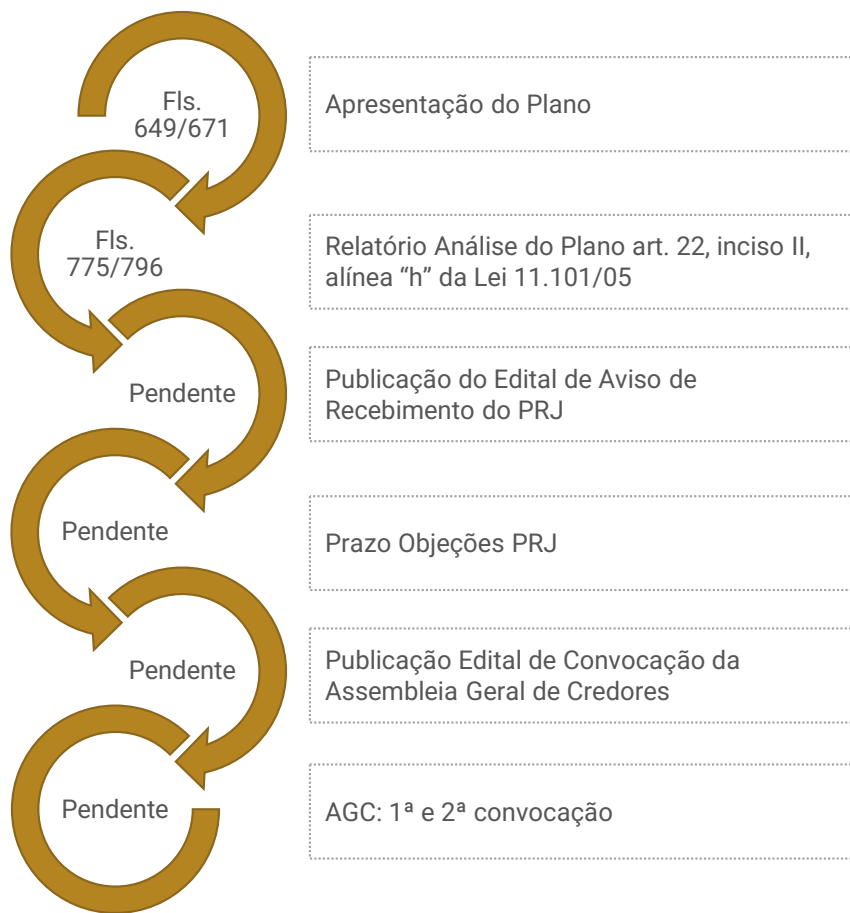 Fls.
649/671
Apresentação do Plano
Fls.
775/796
Relatório Análise do Plano art. 22, inciso II,
alínea “h” da Lei 11.101/05
Pendente
Publicação do Edital de Aviso de
Recebimento do PRJ
Pendente
Prazo Objeções PRJ
Pendente
Publicação Edital de Convocação da
Assembleia Geral de Credores
Pendente
AGC: 1ª e 2ª convocação